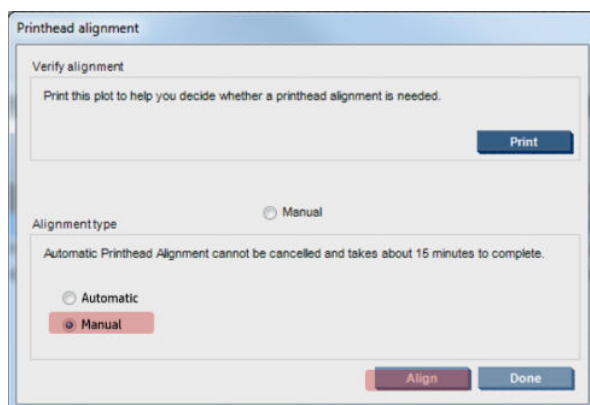 Printhead alignment
Verify alignment
Print this plot to help you decide whether a printhead alignment is needed.
Print
Manual
Alignment type
Automatic Printhead Alignment cannot be cancelled and takes about 15 minutes to complete.
Automatic
Manual
Align Done